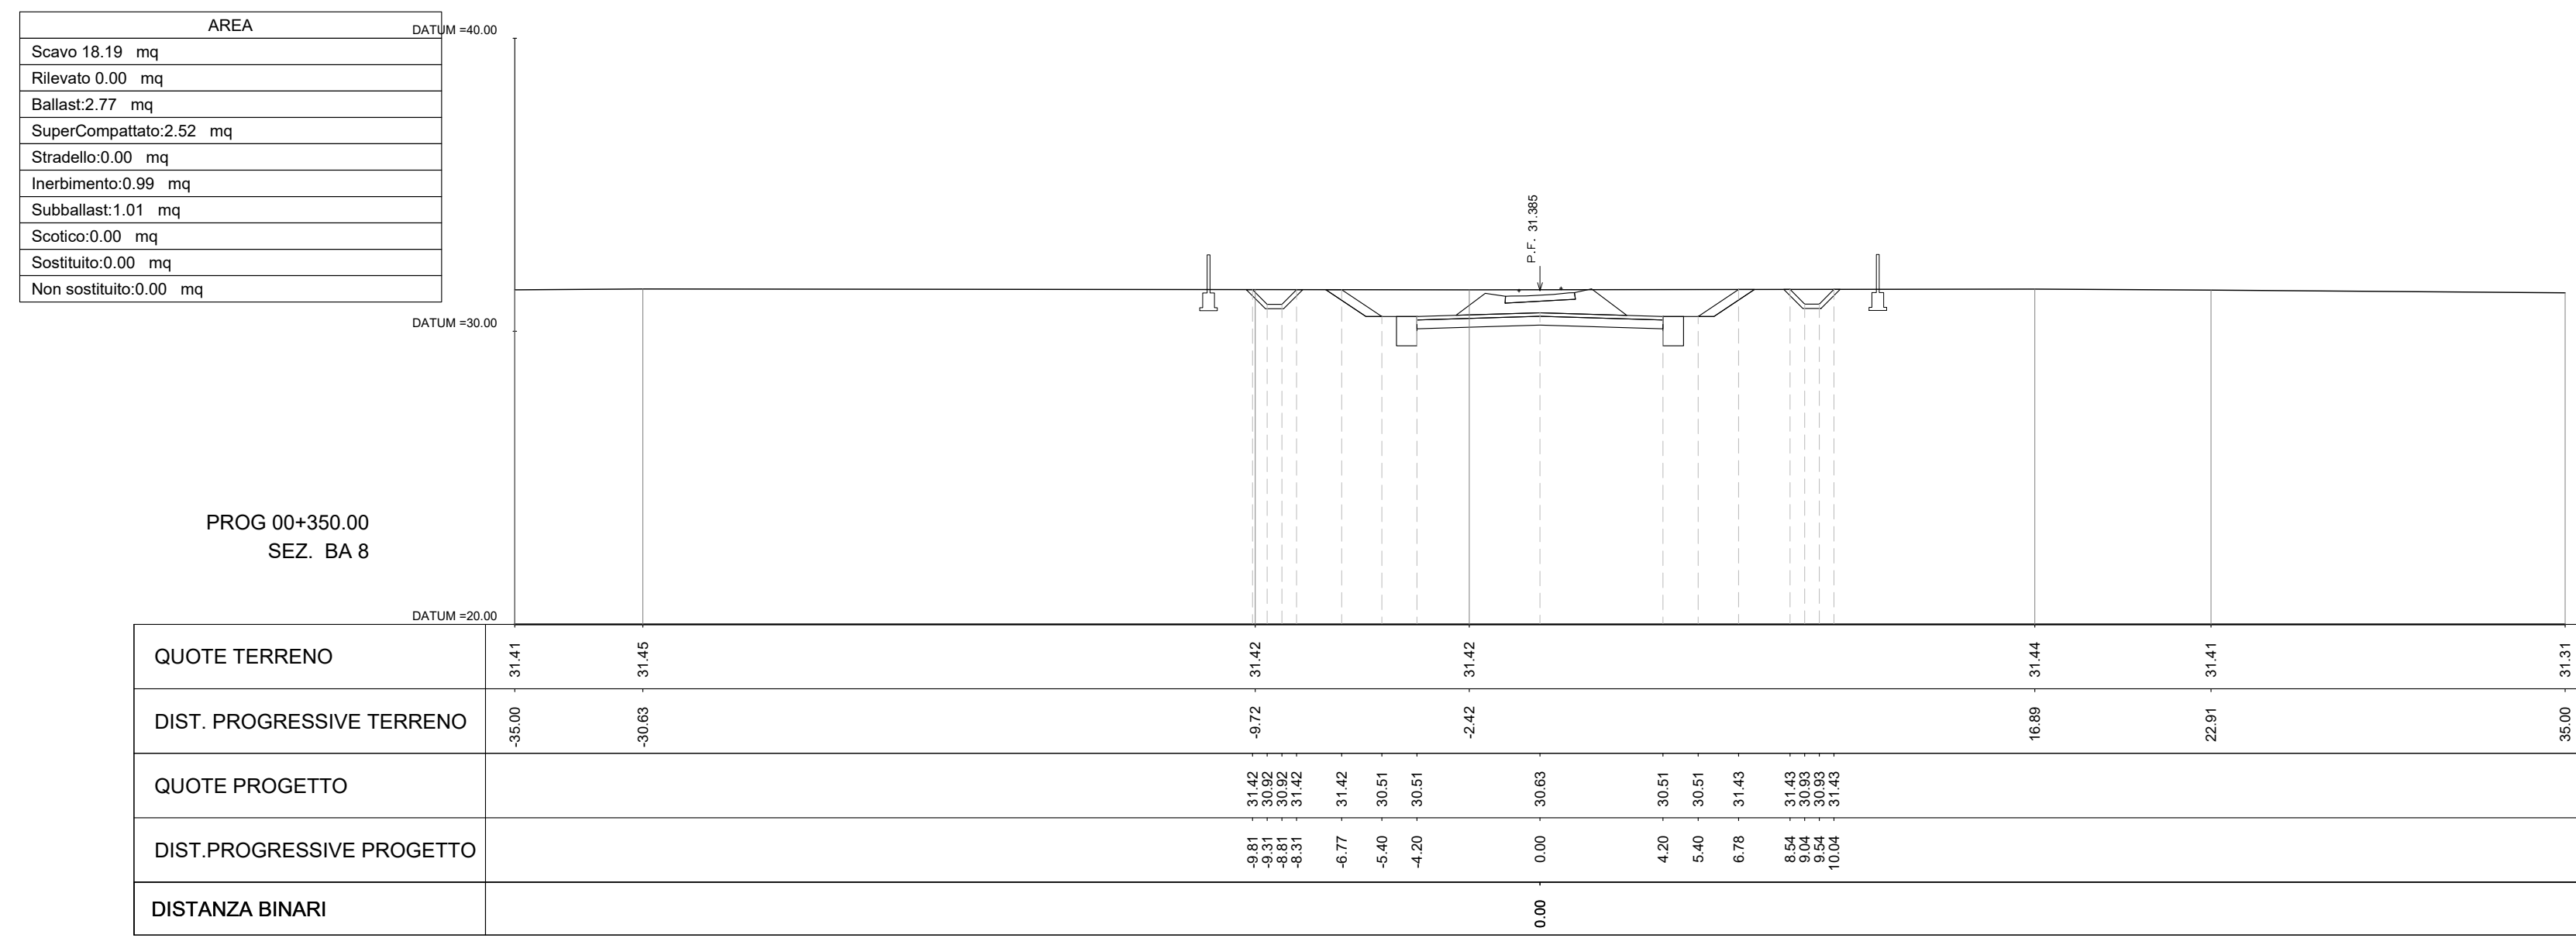 AREA
Scavo 18.19 mq
Rilevato 0.00 mq
Ballast:2.77 mq
SuperCompattato:2.52 mq
Stradello:0.00 mq
Inerbimento:0.99 mq
Subballast:1.01 mq
Scotico:0.00 mq
Sostituito:0.00 mq
Non sostituito:0.00 mq
DATUM =40.00
P.F. 31.385
DATUM =30.00
PROG 00+350.00
SEZ. BA 8
DATUM =20.00
QUOTE TERRENO 31.41 31.45 31.42 31.42 31.44 31.41 31.31
DIST. PROGRESSIVE TERRENO -35.00 -30.63 -9.72 -2.42 16.89 22.91 35.00
QUOTE PROGETTO 31.42 30.92 30.92 31.42 31.42 30.51 30.51 30.63 30.51 30.51 31.43 31.43 30.93 30.93 31.43
DIST.PROGRESSIVE PROGETTO -9.81 -9.31 -8.81 -8.31 -6.77 -5.40 -4.20 0.00 4.20 5.40 6.78 8.54 9.04 9.54 10.04
DISTANZA BINARI 0.00